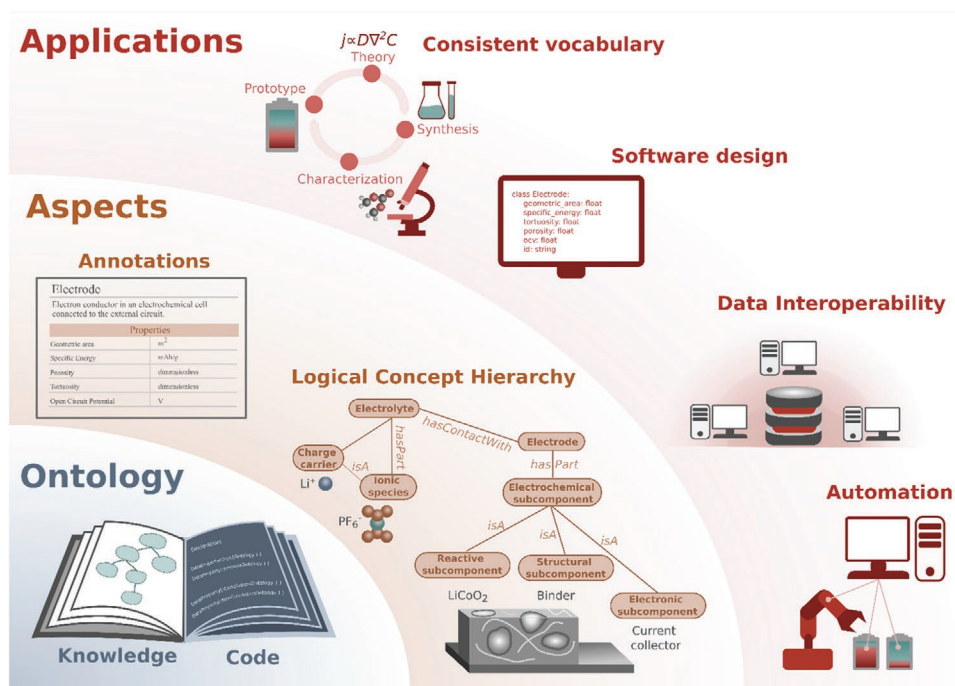 Applications
j∝D∇²C
Theory
Consistent vocabulary
Prototype
Synthesis
Characterization
Software design
class Electrode:
geometric_area: float
specific_energy: float
tortuosity: float
porosity: float
ocv: float
id: string
Aspects
Annotations
Electrode
Electron conductor in an electrochemical cell
connected to the external circuit.
Properties
Geometric area m²
Specific Energy mAh/g
Porosity dimensionless
Tortuosity dimensionless
Open Circuit Potential V
Data Interoperability
Logical Concept Hierarchy
Electrolyte
hasContactWith
Electrode
hasPart
Charge
carrier
isA
Ionic
species
Li⁺
PF₆⁻
hasPart
Electrochemical
subcomponent
isA
isA
isA
Reactive
subcomponent
Structural
subcomponent
Electronic
subcomponent
LiCoO₂
Binder
Current
collector
Automation
Ontology
Knowledge
Code